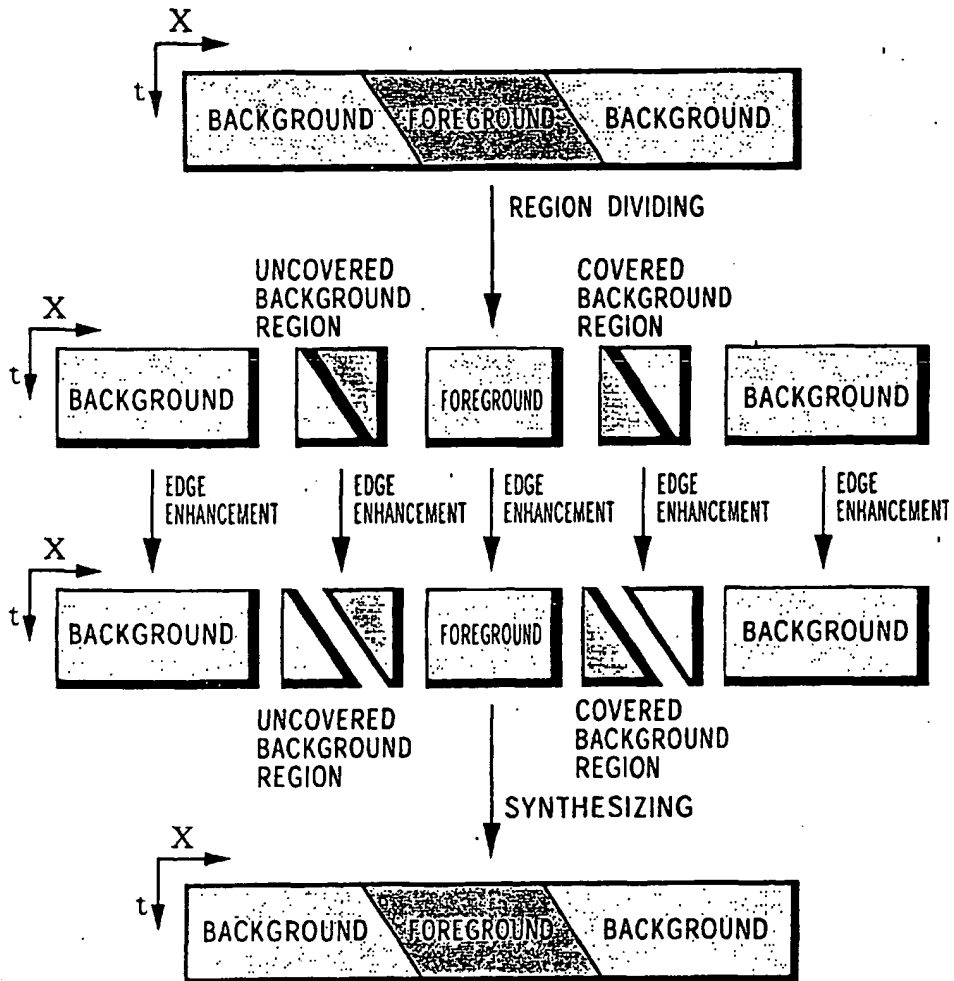 X
t
BACKGROUND
FOREGROUND
BACKGROUND
REGION DIVIDING
UNCOVERED
BACKGROUND
REGION
COVERED
BACKGROUND
REGION
X
t
BACKGROUND
FOREGROUND
BACKGROUND
EDGE
ENHANCEMENT
EDGE
ENHANCEMENT
EDGE
ENHANCEMENT
EDGE
ENHANCEMENT
EDGE
ENHANCEMENT
X
t
BACKGROUND
FOREGROUND
BACKGROUND
UNCOVERED
BACKGROUND
REGION
COVERED
BACKGROUND
REGION
SYNTHESIZING
X
t
BACKGROUND
FOREGROUND
BACKGROUND